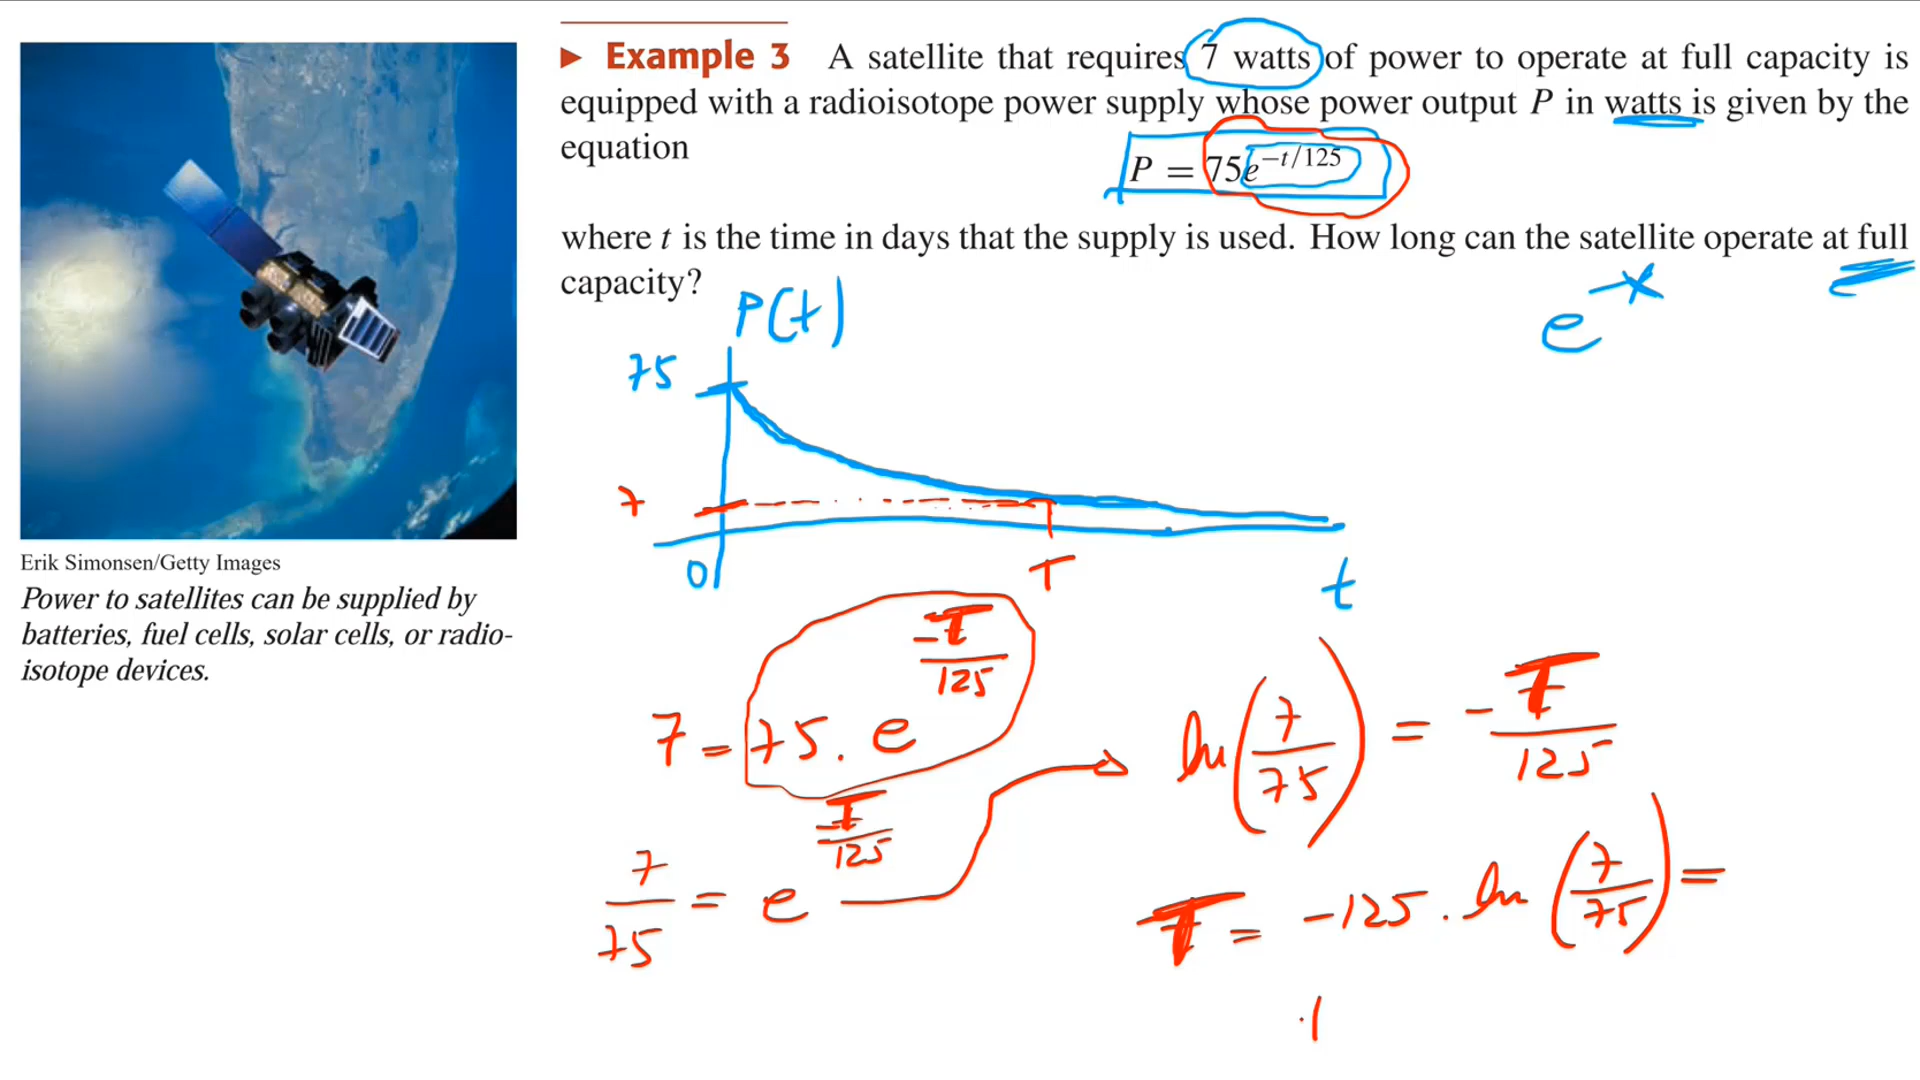 ▶ Example 3 A satellite that requires 7 watts of power to operate at full capacity is
equipped with a radioisotope power supply whose power output P in watts is given by the
equation
P = 75e^{−t/125}
where t is the time in days that the supply is used. How long can the satellite operate at full
capacity?
e^{-x}
P(t)
75
7
0
T
t
Erik Simonsen/Getty Images
Power to satellites can be supplied by
batteries, fuel cells, solar cells, or radio-
isotope devices.
7 = 75 . e^{-T/125}
7/75 = e^{-T/125}
ln(7/75) = -T/125
T = -125 . ln(7/75) =